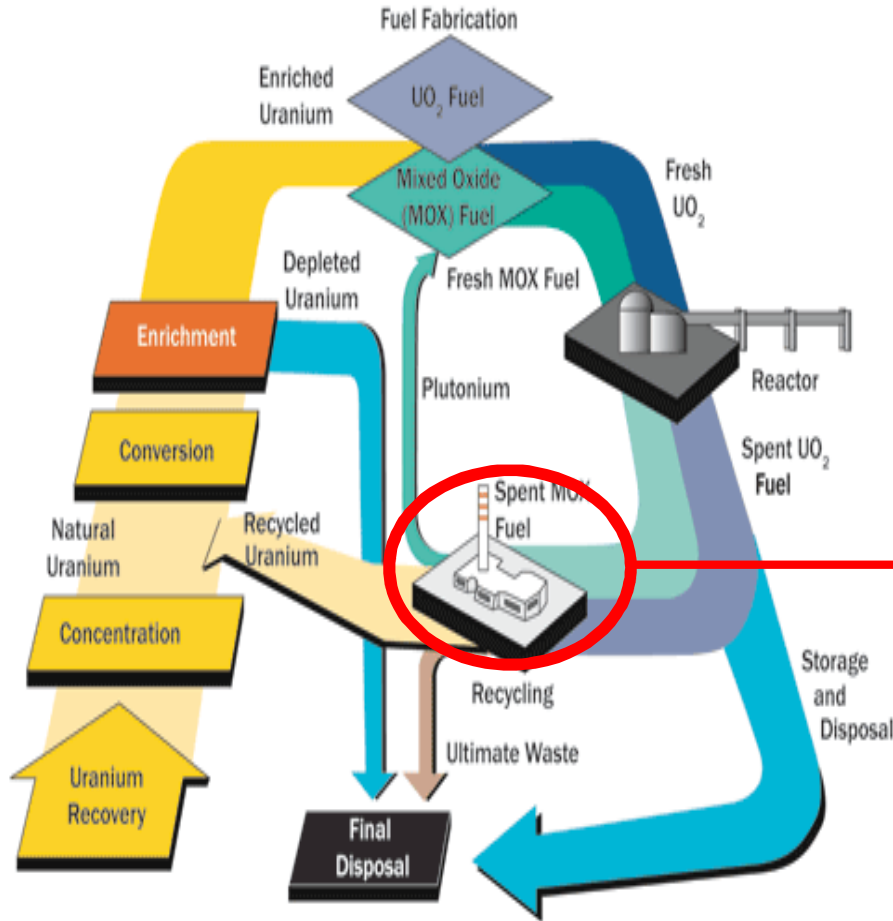 Fuel Fabrication
Enriched
Uranium
UO₂ Fuel
Mixed Oxide
(MOX) Fuel
Fresh
UO₂
Depleted
Uranium
Fresh MOX Fuel
Enrichment
Reactor
Plutonium
Conversion
Spent UO₂
Fuel
Spent MOX
Fuel
Natural
Uranium
Recycled
Uranium
Concentration
Storage
and
Disposal
Recycling
Ultimate Waste
Uranium
Recovery
Final
Disposal